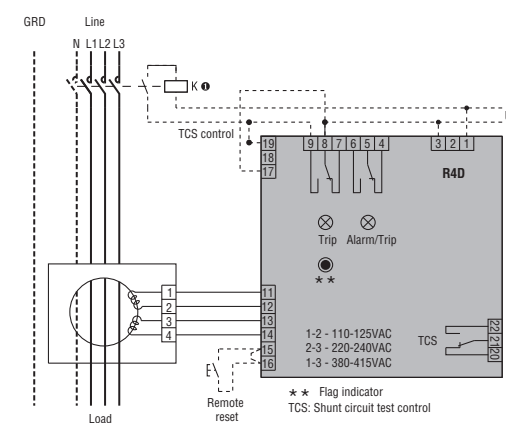 GRD Line
N L1 L2 L3
K ❶
TCS control
19 9 8 7 6 5 4 3 2 1
18
17 R4D
Trip Alarm/Trip
**
1 11
2 12
3 13
4 14
15
16
1-2 - 110-125VAC
2-3 - 220-240VAC
1-3 - 380-415VAC
TCS 22 21 20
Remote
reset
** Flag indicator
TCS: Shunt circuit test control
Load